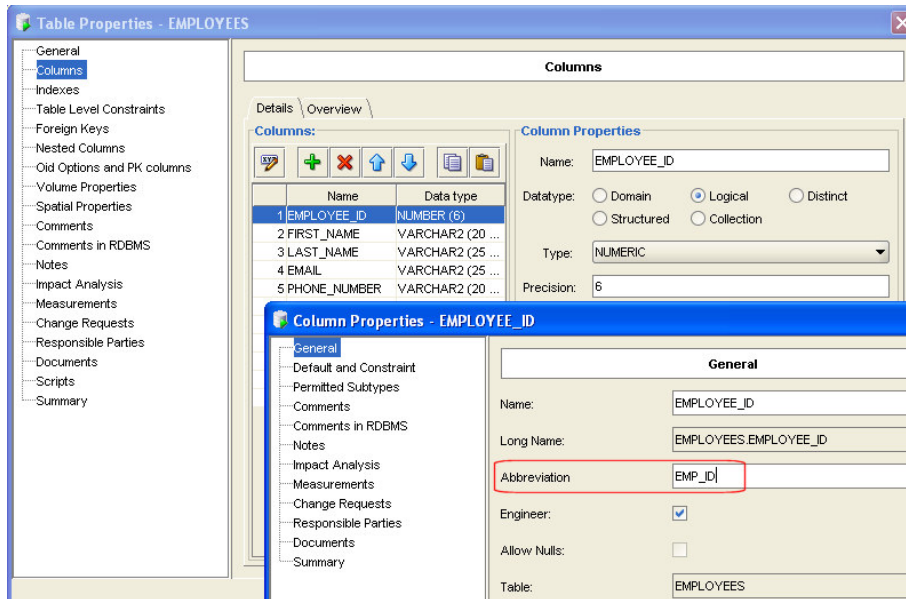 Table Properties - EMPLOYEES
General
Columns
Indexes
Table Level Constraints
Foreign Keys
Nested Columns
Oid Options and PK columns
Volume Properties
Spatial Properties
Comments
Comments in RDBMS
Notes
Impact Analysis
Measurements
Change Requests
Responsible Parties
Documents
Scripts
Summary
Columns
Details Overview
Columns:
Name Data type
1 EMPLOYEE_ID NUMBER (6)
2 FIRST_NAME VARCHAR2 (20 ...
3 LAST_NAME VARCHAR2 (25 ...
4 EMAIL VARCHAR2 (25 ...
5 PHONE_NUMBER VARCHAR2 (20 ...
Column Properties
Name: EMPLOYEE_ID
Datatype: Domain Logical Distinct
Structured Collection
Type: NUMERIC
Precision: 6
Column Properties - EMPLOYEE_ID
General
Default and Constraint
Permitted Subtypes
Comments
Comments in RDBMS
Notes
Impact Analysis
Measurements
Change Requests
Responsible Parties
Documents
Summary
General
Name: EMPLOYEE_ID
Long Name: EMPLOYEES.EMPLOYEE_ID
Abbreviation EMP_ID
Engineer:
Allow Nulls:
Table: EMPLOYEES